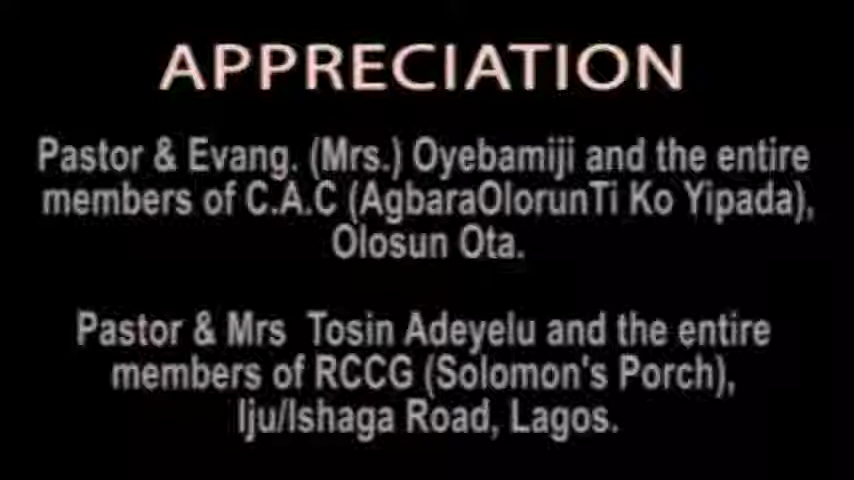 APPRECIATION
Pastor & Evang. (Mrs.) Oyebamiji and the entire
members of C.A.C (AgbaraOlorunTi Ko Yipada),
Olosun Ota.
Pastor & Mrs Tosin Adeyelu and the entire
members of RCCG (Solomon's Porch),
Iju/Ishaga Road, Lagos.